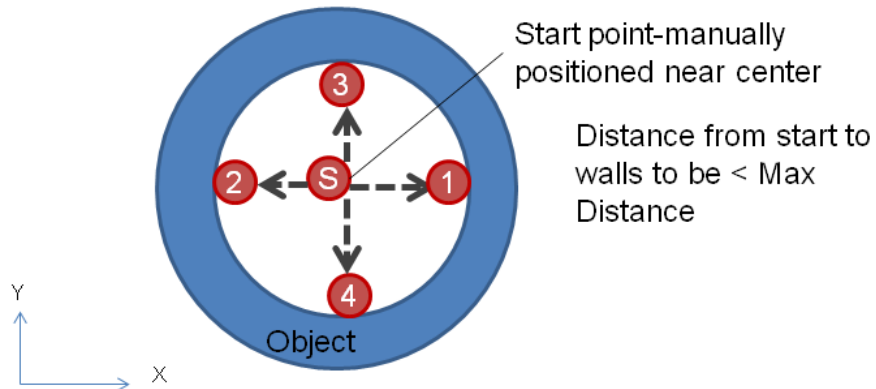 Start point-manually
positioned near center
3
Distance from start to
walls to be < Max
Distance
2
S
1
4
Object
Y
X